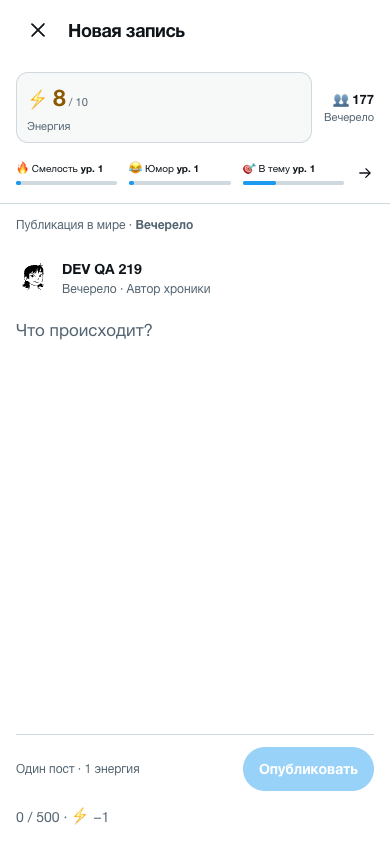 Новая запись
⚡ 8 / 10
Энергия
👥 177
Вечерело
🔥 Смелость ур. 1
😂 Юмор ур. 1
🎯 В тему ур. 1
Публикация в мире · Вечерело
DEV QA 219
Вечерело · Автор хроники
Что происходит?
Один пост · 1 энергия
Опубликовать
0 / 500 · ⚡ −1